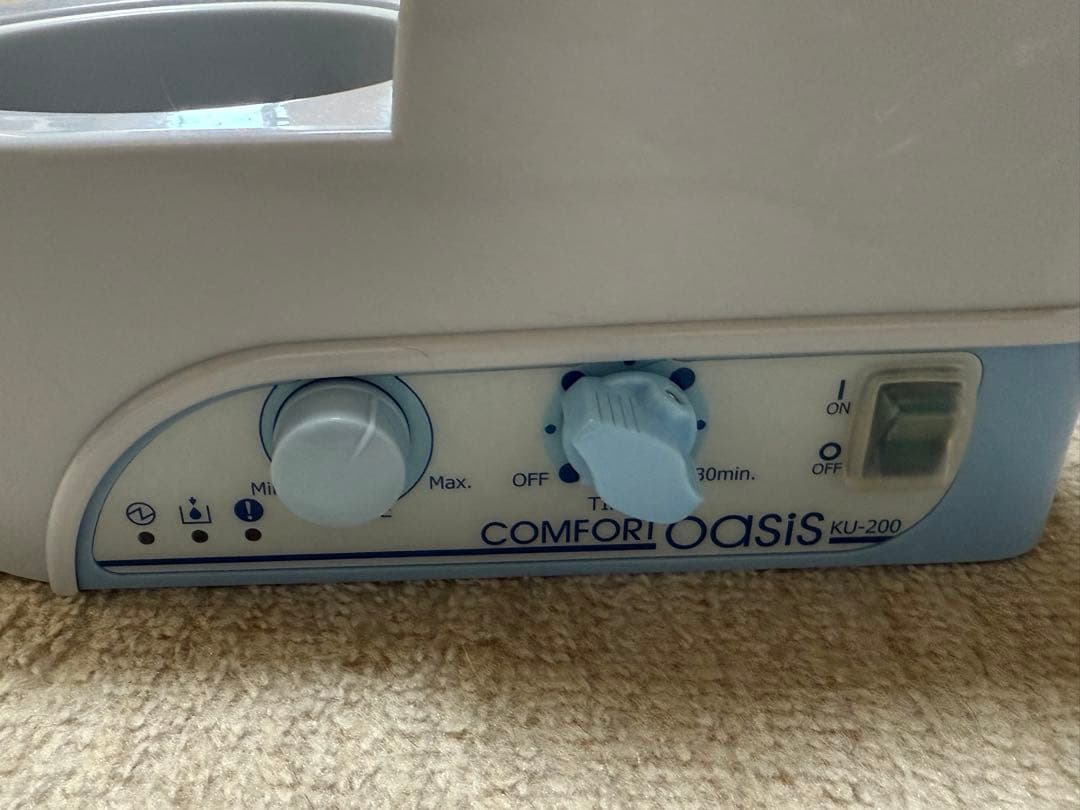 Max.
OFF
30min.
ON
OFF
COMFORT oasis KU-200